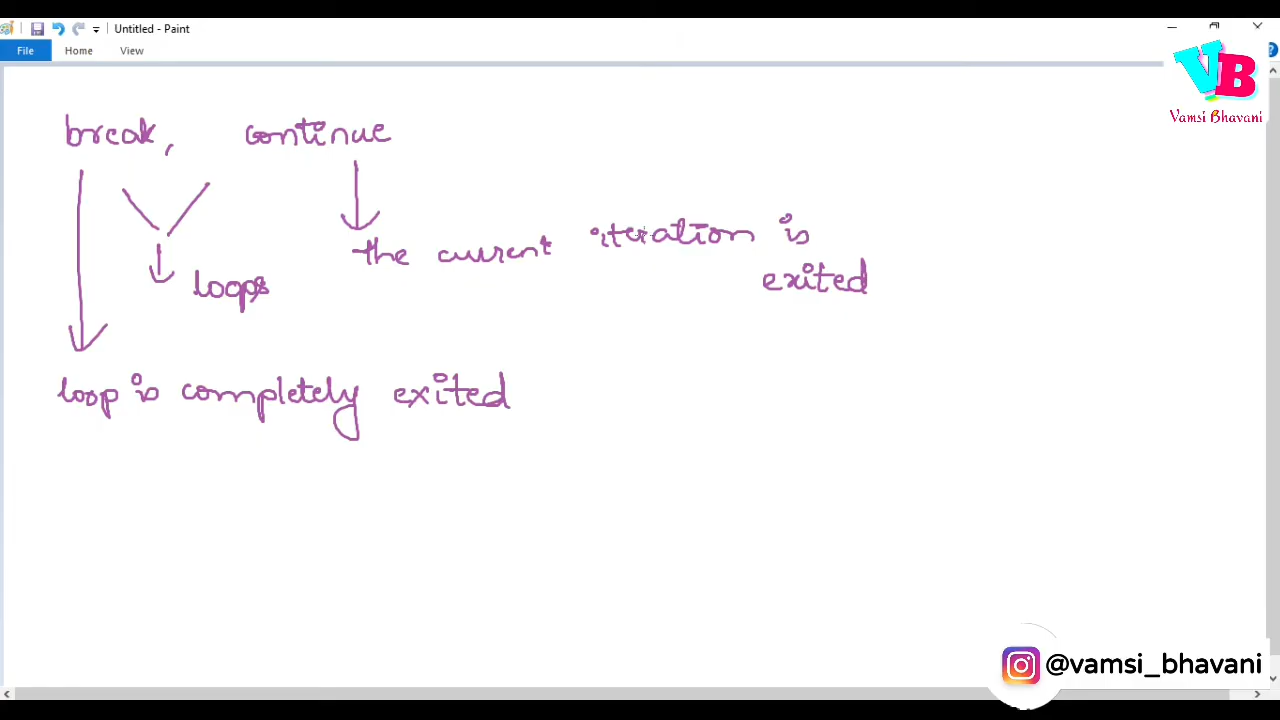 Untitled - Paint
File Home View
VB
Vamsi Bhavani
break, continue
the current iteration is
exited
loops
loop is completely exited
@vamsi_bhavani